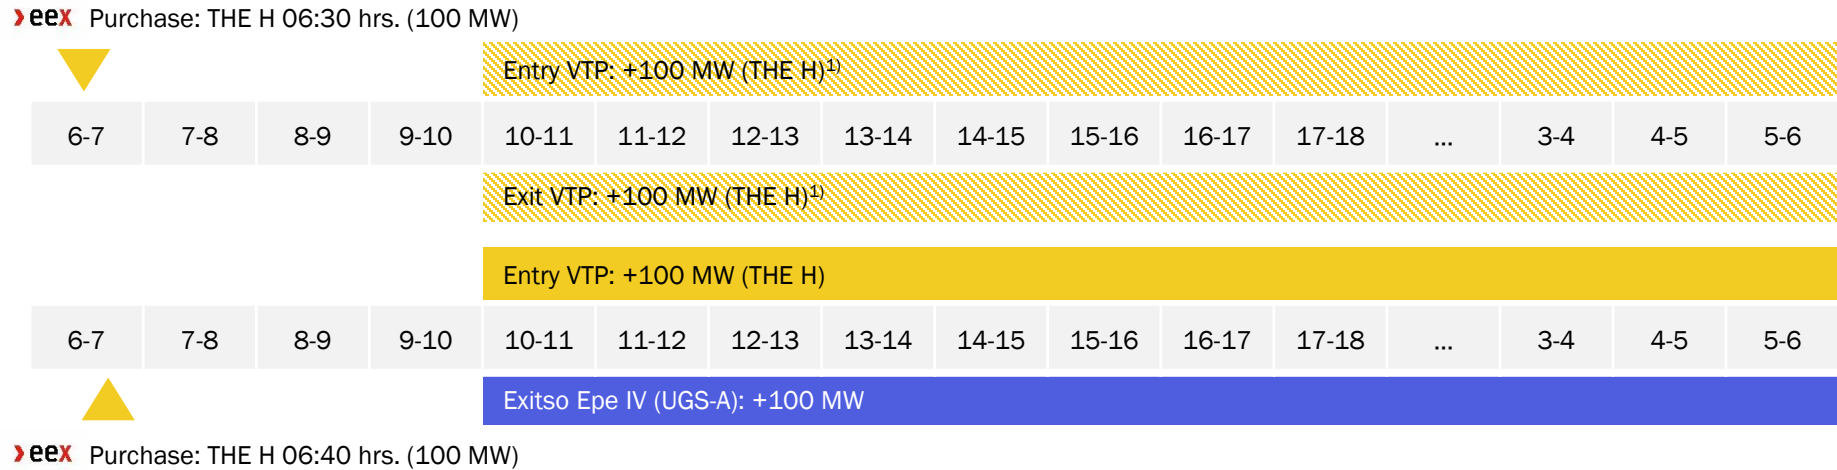 eex Purchase: THE H 06:30 hrs. (100 MW)
Entry VTP: +100 MW (THE H)1)
6-7 7-8 8-9 9-10 10-11 11-12 12-13 13-14 14-15 15-16 16-17 17-18 ... 3-4 4-5 5-6
Exit VTP: +100 MW (THE H)1)
Entry VTP: +100 MW (THE H)
6-7 7-8 8-9 9-10 10-11 11-12 12-13 13-14 14-15 15-16 16-17 17-18 ... 3-4 4-5 5-6
Exitso Epe IV (UGS-A): +100 MW
eex Purchase: THE H 06:40 hrs. (100 MW)